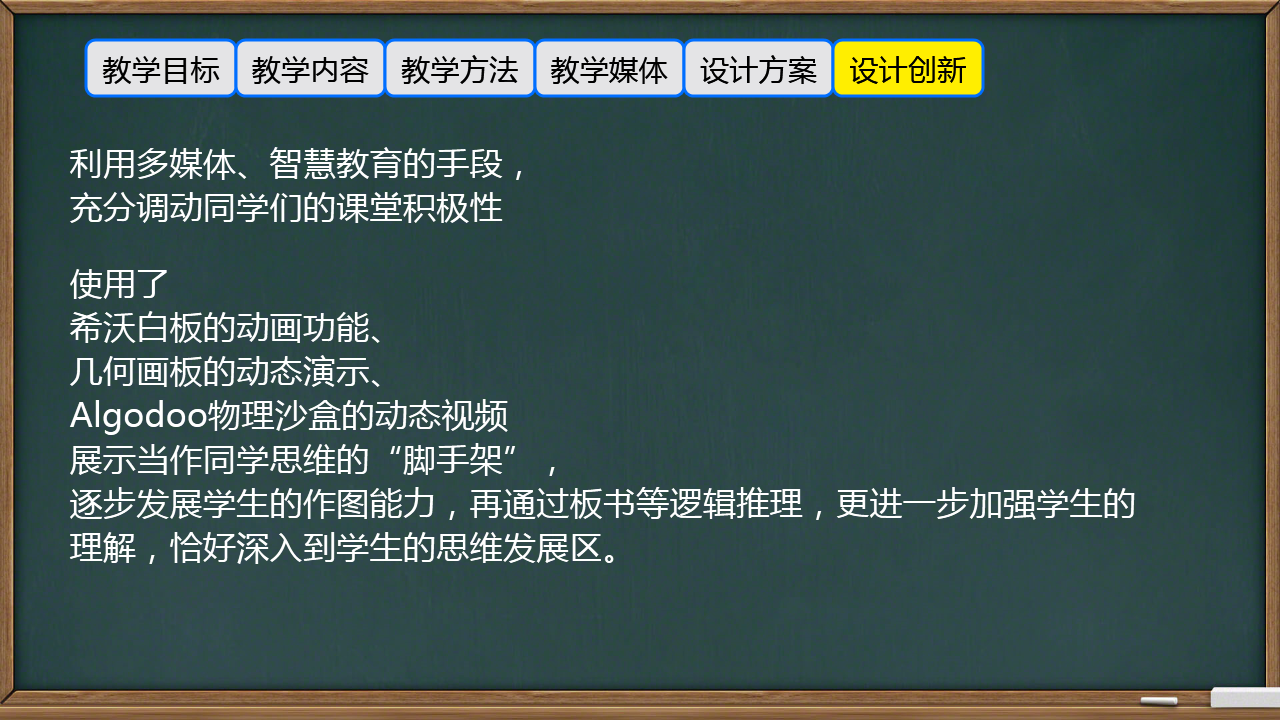 教学目标 教学内容 教学方法 教学媒体 设计方案 设计创新
利用多媒体、智慧教育的手段，
充分调动同学们的课堂积极性
使用了
希沃白板的动画功能、
几何画板的动态演示、
Algodoo物理沙盒的动态视频
展示当作同学思维的“脚手架”，
逐步发展学生的作图能力，再通过板书等逻辑推理，更进一步加强学生的
理解，恰好深入到学生的思维发展区。